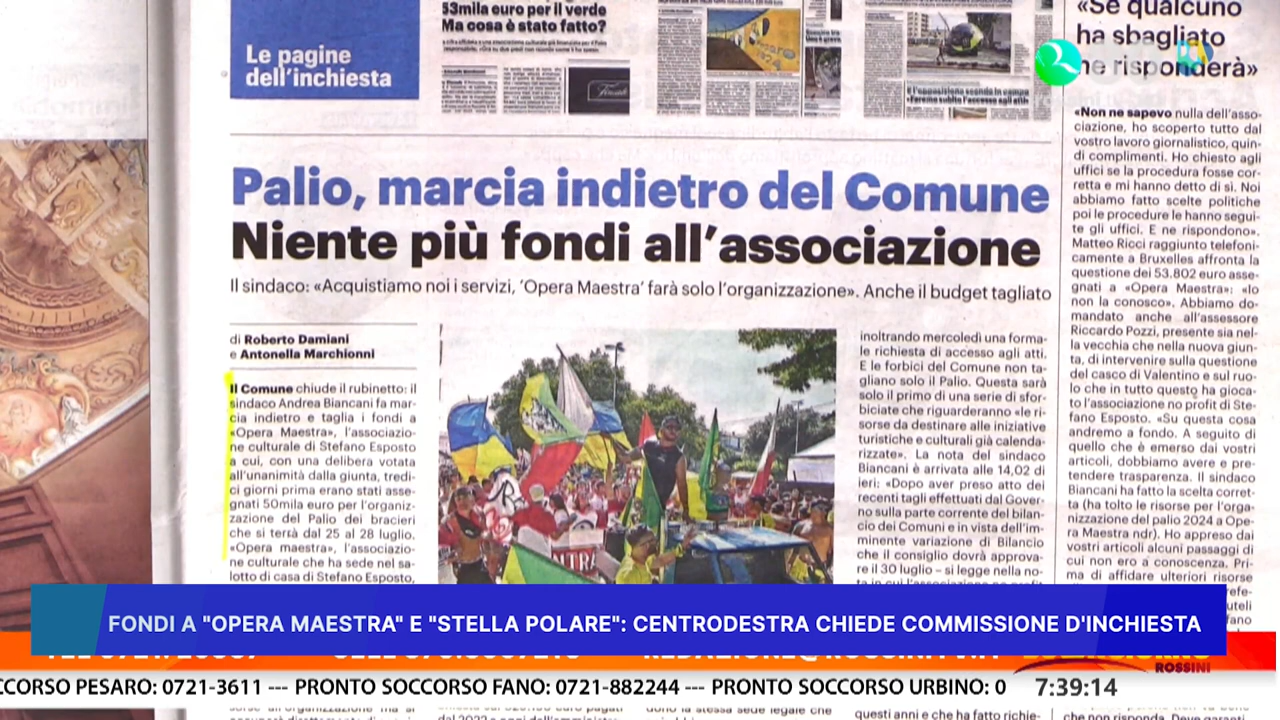 Le pagine
dell'inchiesta
53mila euro per il verde
Ma cosa è stato fatto?
«Se qualcuno
ha sbagliato
ne risponderà»
Palio, marcia indietro del Comune
Niente più fondi all'associazione
Il sindaco: «Acquistiamo noi i servizi, 'Opera Maestra' farà solo l'organizzazione». Anche il budget tagliato
di Roberto Damiani
e Antonella Marchionni
Il Comune chiude il rubinetto: il
sindaco Andrea Biancani fa mar-
cia indietro e taglia i fondi a
«Opera Maestra», l'associazio-
ne culturale di Stefano Esposto
a cui, con una delibera votata
all'unanimità dalla giunta, tredi-
ci giorni prima erano stati asse-
gnati 50mila euro per l'organiz-
zazione del Palio dei bracieri
che si terrà dal 25 al 28 luglio.
«Opera maestra», l'associazio-
ne culturale che ha sede nel sa-
lotto di casa di Stefano Esposto,
inoltrando mercoledì una forma-
le richiesta di accesso agli atti.
E le forbici del Comune non ta-
gliano solo il Palio. Questa sarà
solo il primo di una serie di sfor-
biciate che riguarderanno «le ri-
sorse da destinare alle iniziative
turistiche e culturali già calenda-
rizzate». La nota del sindaco
Biancani è arrivata alle 14,02 di
ieri: «Dopo aver preso atto dei
recenti tagli effettuati dal Gover-
no sulla parte corrente del bilan-
cio dei Comuni e in vista dell'im-
minente variazione di Bilancio
che il consiglio dovrà approva-
re il 30 luglio – si legge nella no-
«Non ne sapevo nulla dell'asso-
ciazione, ho scoperto tutto dal
vostro lavoro giornalistico, quin-
di complimenti. Ho chiesto agli
uffici se la procedura fosse cor-
retta e mi hanno detto di sì. Noi
abbiamo fatto scelte politiche
poi le procedure le hanno segui-
te gli uffici. E ne rispondono».
Matteo Ricci raggiunto telefoni-
camente a Bruxelles affronta la
questione dei 53.802 euro asse-
gnati a «Opera Maestra»: «Io
non la conosco». Abbiamo do-
mandato anche all'assessore
Riccardo Pozzi, presente sia nel-
la vecchia che nella nuova giun-
ta, di intervenire sulla questione
del casco di Valentino e sul ruo-
lo che in tutto questo ha gioca-
to l'associazione no profit di Ste-
fano Esposto. «Su questa cosa
andremo a fondo. A seguito di
quello che è emerso dai vostri
articoli, dobbiamo avere e pre-
tendere trasparenza. Il sindaco
Biancani ha fatto la scelta corret-
ta (ha tolto le risorse per l'orga-
nizzazione del palio 2024 a Ope-
ra Maestra ndr). Ho appreso dai
vostri articoli alcuni passaggi di
cui non ero a conoscenza. Pri-
ma di affidare ulteriori risorse
FONDI A "OPERA MAESTRA" E "STELLA POLARE": CENTRODESTRA CHIEDE COMMISSIONE D'INCHIESTA
ROSSINI
CCORSO PESARO: 0721-3611 --- PRONTO SOCCORSO FANO: 0721-882244 --- PRONTO SOCCORSO URBINO: 0
7:39:14
questi anni e che ha fatto richie-